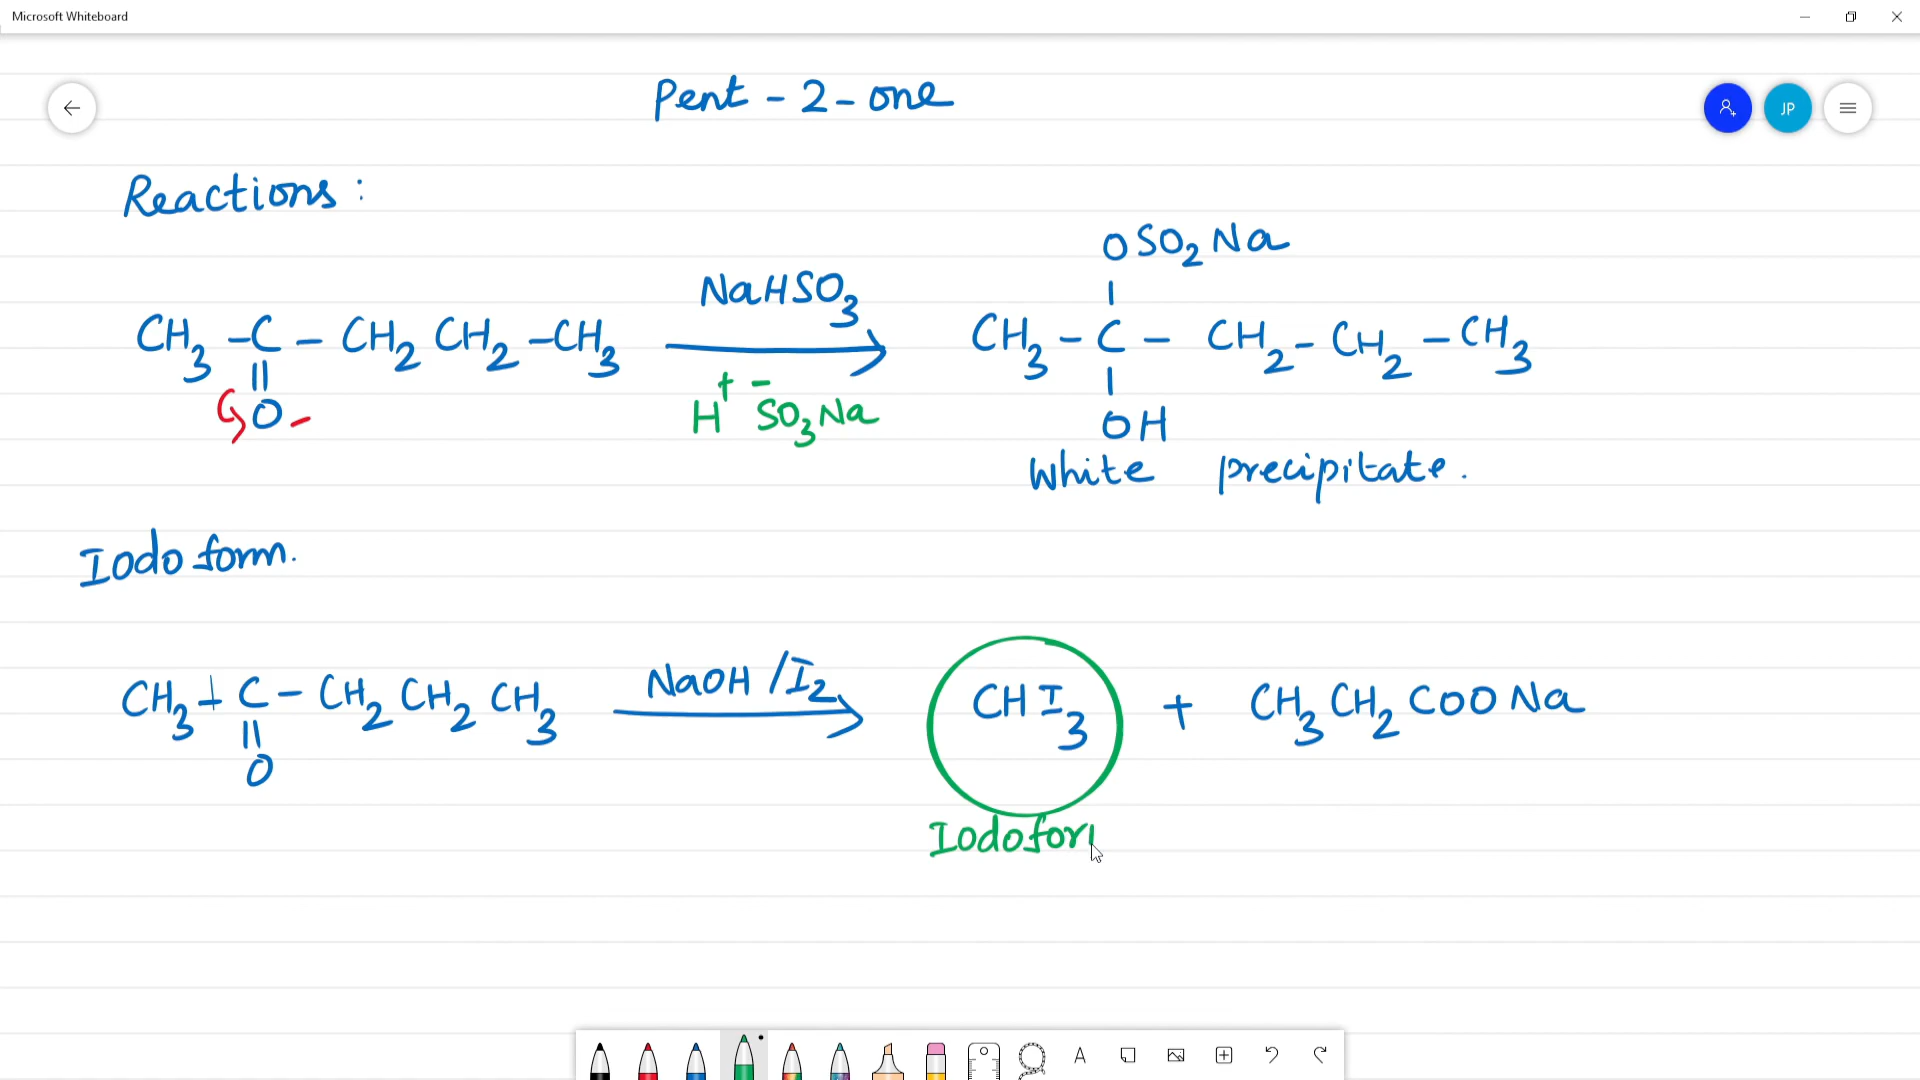 Microsoft Whiteboard
Pent - 2 - one
JP
Reactions :
OSO2Na
NaHSO3
CH3 - C - CH2 CH2 - CH3
CH3 - C - CH2 - CH2 - CH3
O -
H+ -SO3Na
OH
White precipitate.
Iodo form.
CH3 + C - CH2 CH2 CH3 NaOH / I2 CHI3 + CH3 CH2 COO Na
O
Iodofor
A